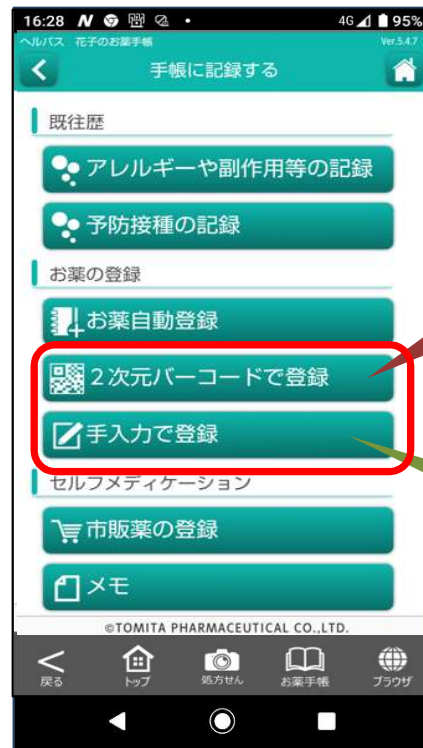 16:28 4G 95%
ヘルパス 花子のお薬手帳 Ver.5.4.7
手帳に記録する
既往歴
アレルギーや副作用等の記録
予防接種の記録
お薬の登録
お薬自動登録
2次元バーコードで登録
手入力で登録
セルフメディケーション
市販薬の登録
メモ
©TOMITA PHARMACEUTICAL CO.,LTD.
戻る トップ 処方せん お薬手帳 ブラウザ